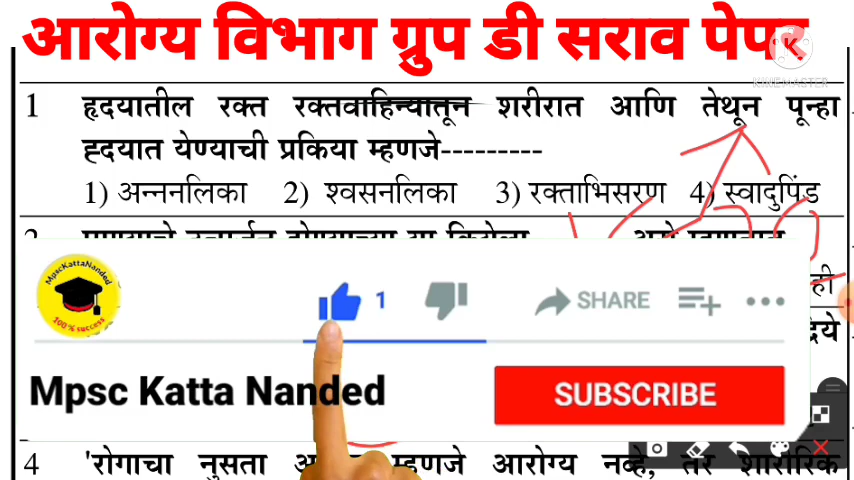 आरोग्य विभाग ग्रुप डी सराव पेपर
KINEMASTER
1 हृदयातील रक्त रक्तवाहिन्यातून शरीरात आणि तेथून पून्हा
ह्दयात येण्याची प्रकिया म्हणजे---------
1) अन्ननलिका 2) श्वसनलिका 3) रक्ताभिसरण 4) स्वादुपिंड
ही
MpscKattaNanded
100 % success
1 SHARE
Mpsc Katta Nanded
SUBSCRIBE
4 'रोगाचा नुसता म्हणजे आरोग्य नव्हे, तर शारीरिक